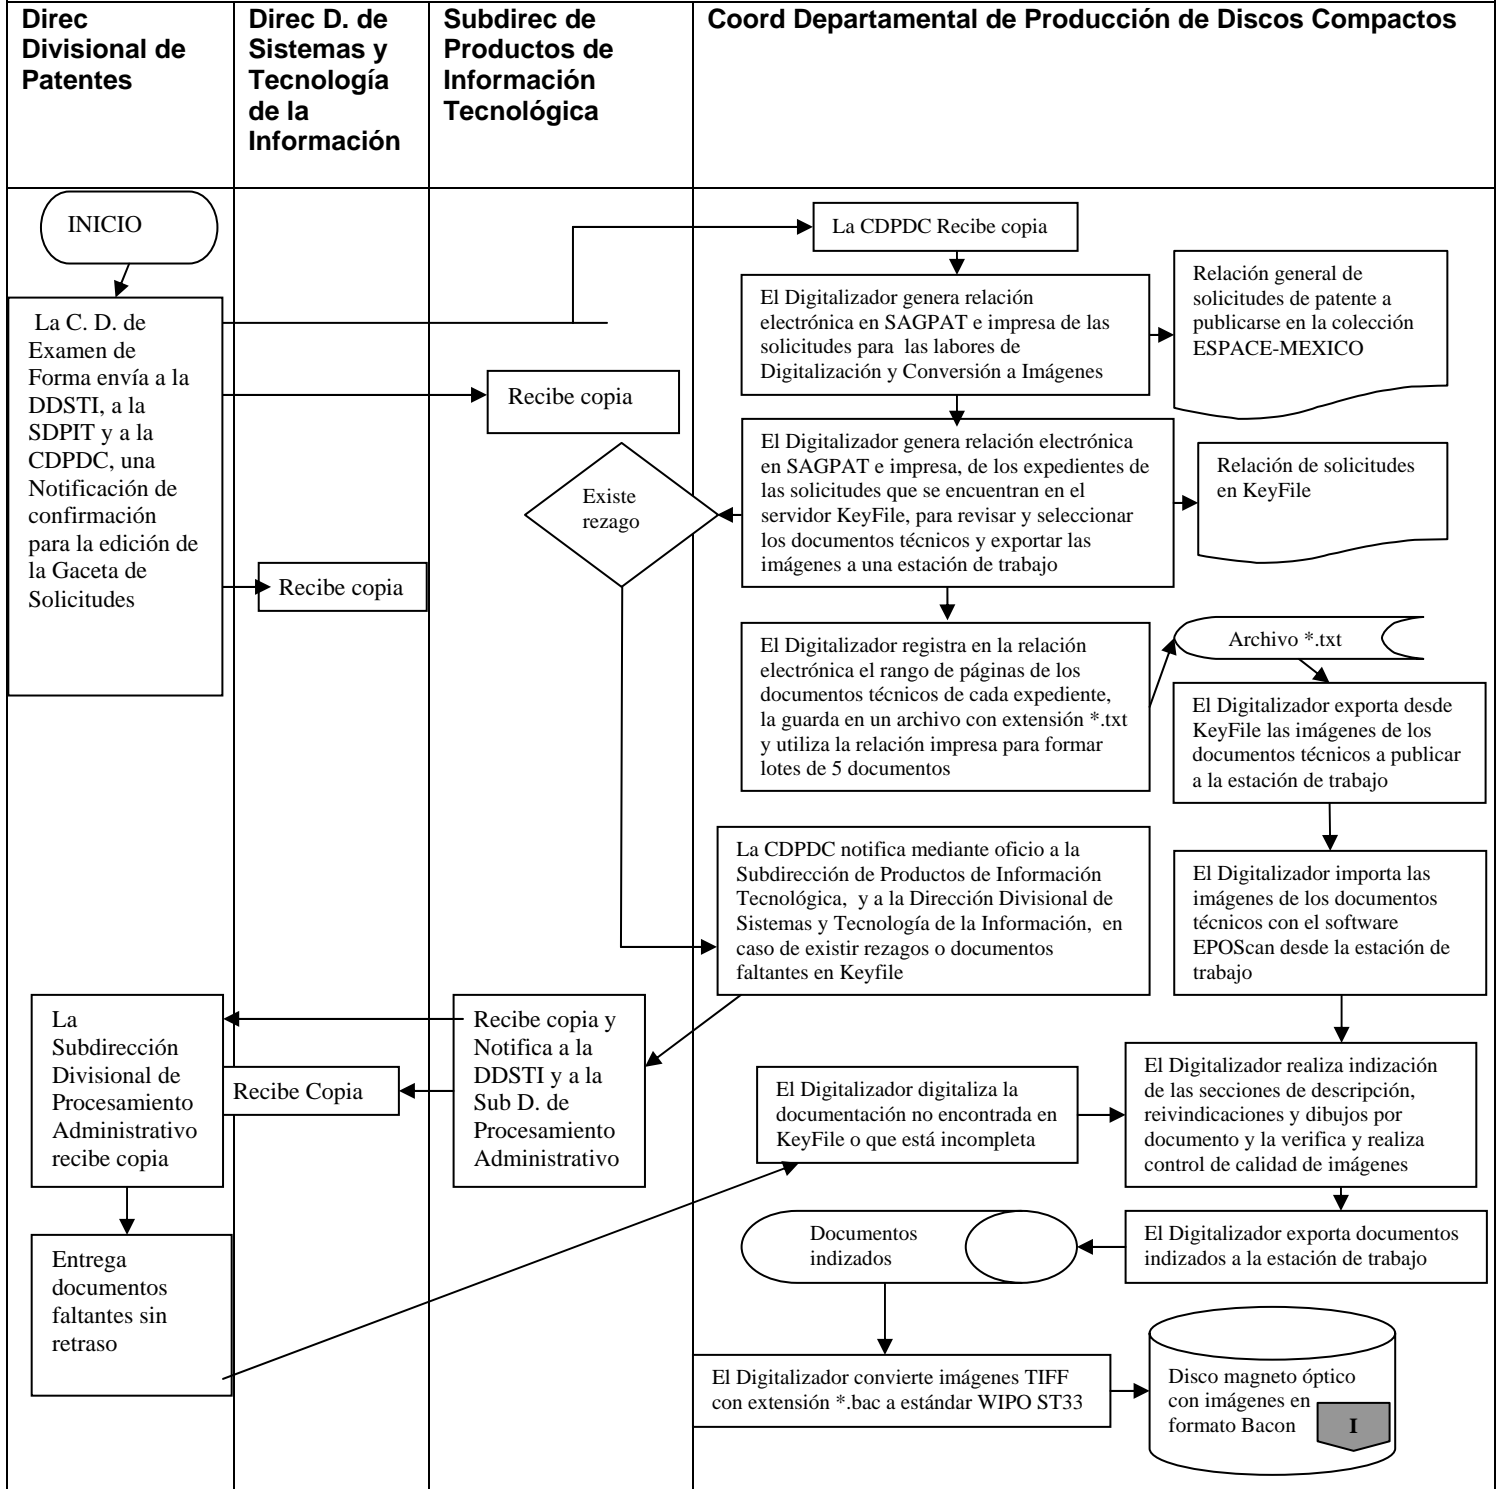 Direc
Divisional de
Patentes
Direc D. de
Sistemas y
Tecnología
de la
Información
Subdirec de
Productos de
Información
Tecnológica
Coord Departamental de Producción de Discos Compactos
INICIO
La C. D. de
Examen de
Forma envía a la
DDSTI, a la
SDPIT y a la
CDPDC, una
Notificación de
confirmación
para la edición de
la Gaceta de
Solicitudes
Recibe copia
Recibe copia
La CDPDC Recibe copia
El Digitalizador genera relación
electrónica en SAGPAT e impresa de las
solicitudes para las labores de
Digitalización y Conversión a Imágenes
Relación general de
solicitudes de patente a
publicarse en la colección
ESPACE-MEXICO
El Digitalizador genera relación electrónica
en SAGPAT e impresa, de los expedientes de
las solicitudes que se encuentran en el
servidor KeyFile, para revisar y seleccionar
los documentos técnicos y exportar las
imágenes a una estación de trabajo
Relación de solicitudes
en KeyFile
Existe
rezago
El Digitalizador registra en la relación
electrónica el rango de páginas de los
documentos técnicos de cada expediente,
la guarda en un archivo con extensión *.txt
y utiliza la relación impresa para formar
lotes de 5 documentos
Archivo *.txt
El Digitalizador exporta desde
KeyFile las imágenes de los
documentos técnicos a publicar
a la estación de trabajo
La CDPDC notifica mediante oficio a la
Subdirección de Productos de Información
Tecnológica, y a la Dirección Divisional de
Sistemas y Tecnología de la Información, en
caso de existir rezagos o documentos
faltantes en Keyfile
El Digitalizador importa las
imágenes de los documentos
técnicos con el software
EPOScan desde la estación de
trabajo
La
Subdirección
Divisional de
Procesamiento
Administrativo
recibe copia
Recibe Copia
Recibe copia y
Notifica a la
DDSTI y a la
Sub D. de
Procesamiento
Administrativo
El Digitalizador digitaliza la
documentación no encontrada en
KeyFile o que está incompleta
El Digitalizador realiza indización
de las secciones de descripción,
reivindicaciones y dibujos por
documento y la verifica y realiza
control de calidad de imágenes
Entrega
documentos
faltantes sin
retraso
Documentos
indizados
El Digitalizador exporta documentos
indizados a la estación de trabajo
El Digitalizador convierte imágenes TIFF
con extensión *.bac a estándar WIPO ST33
Disco magneto óptico
con imágenes en
formato Bacon
I